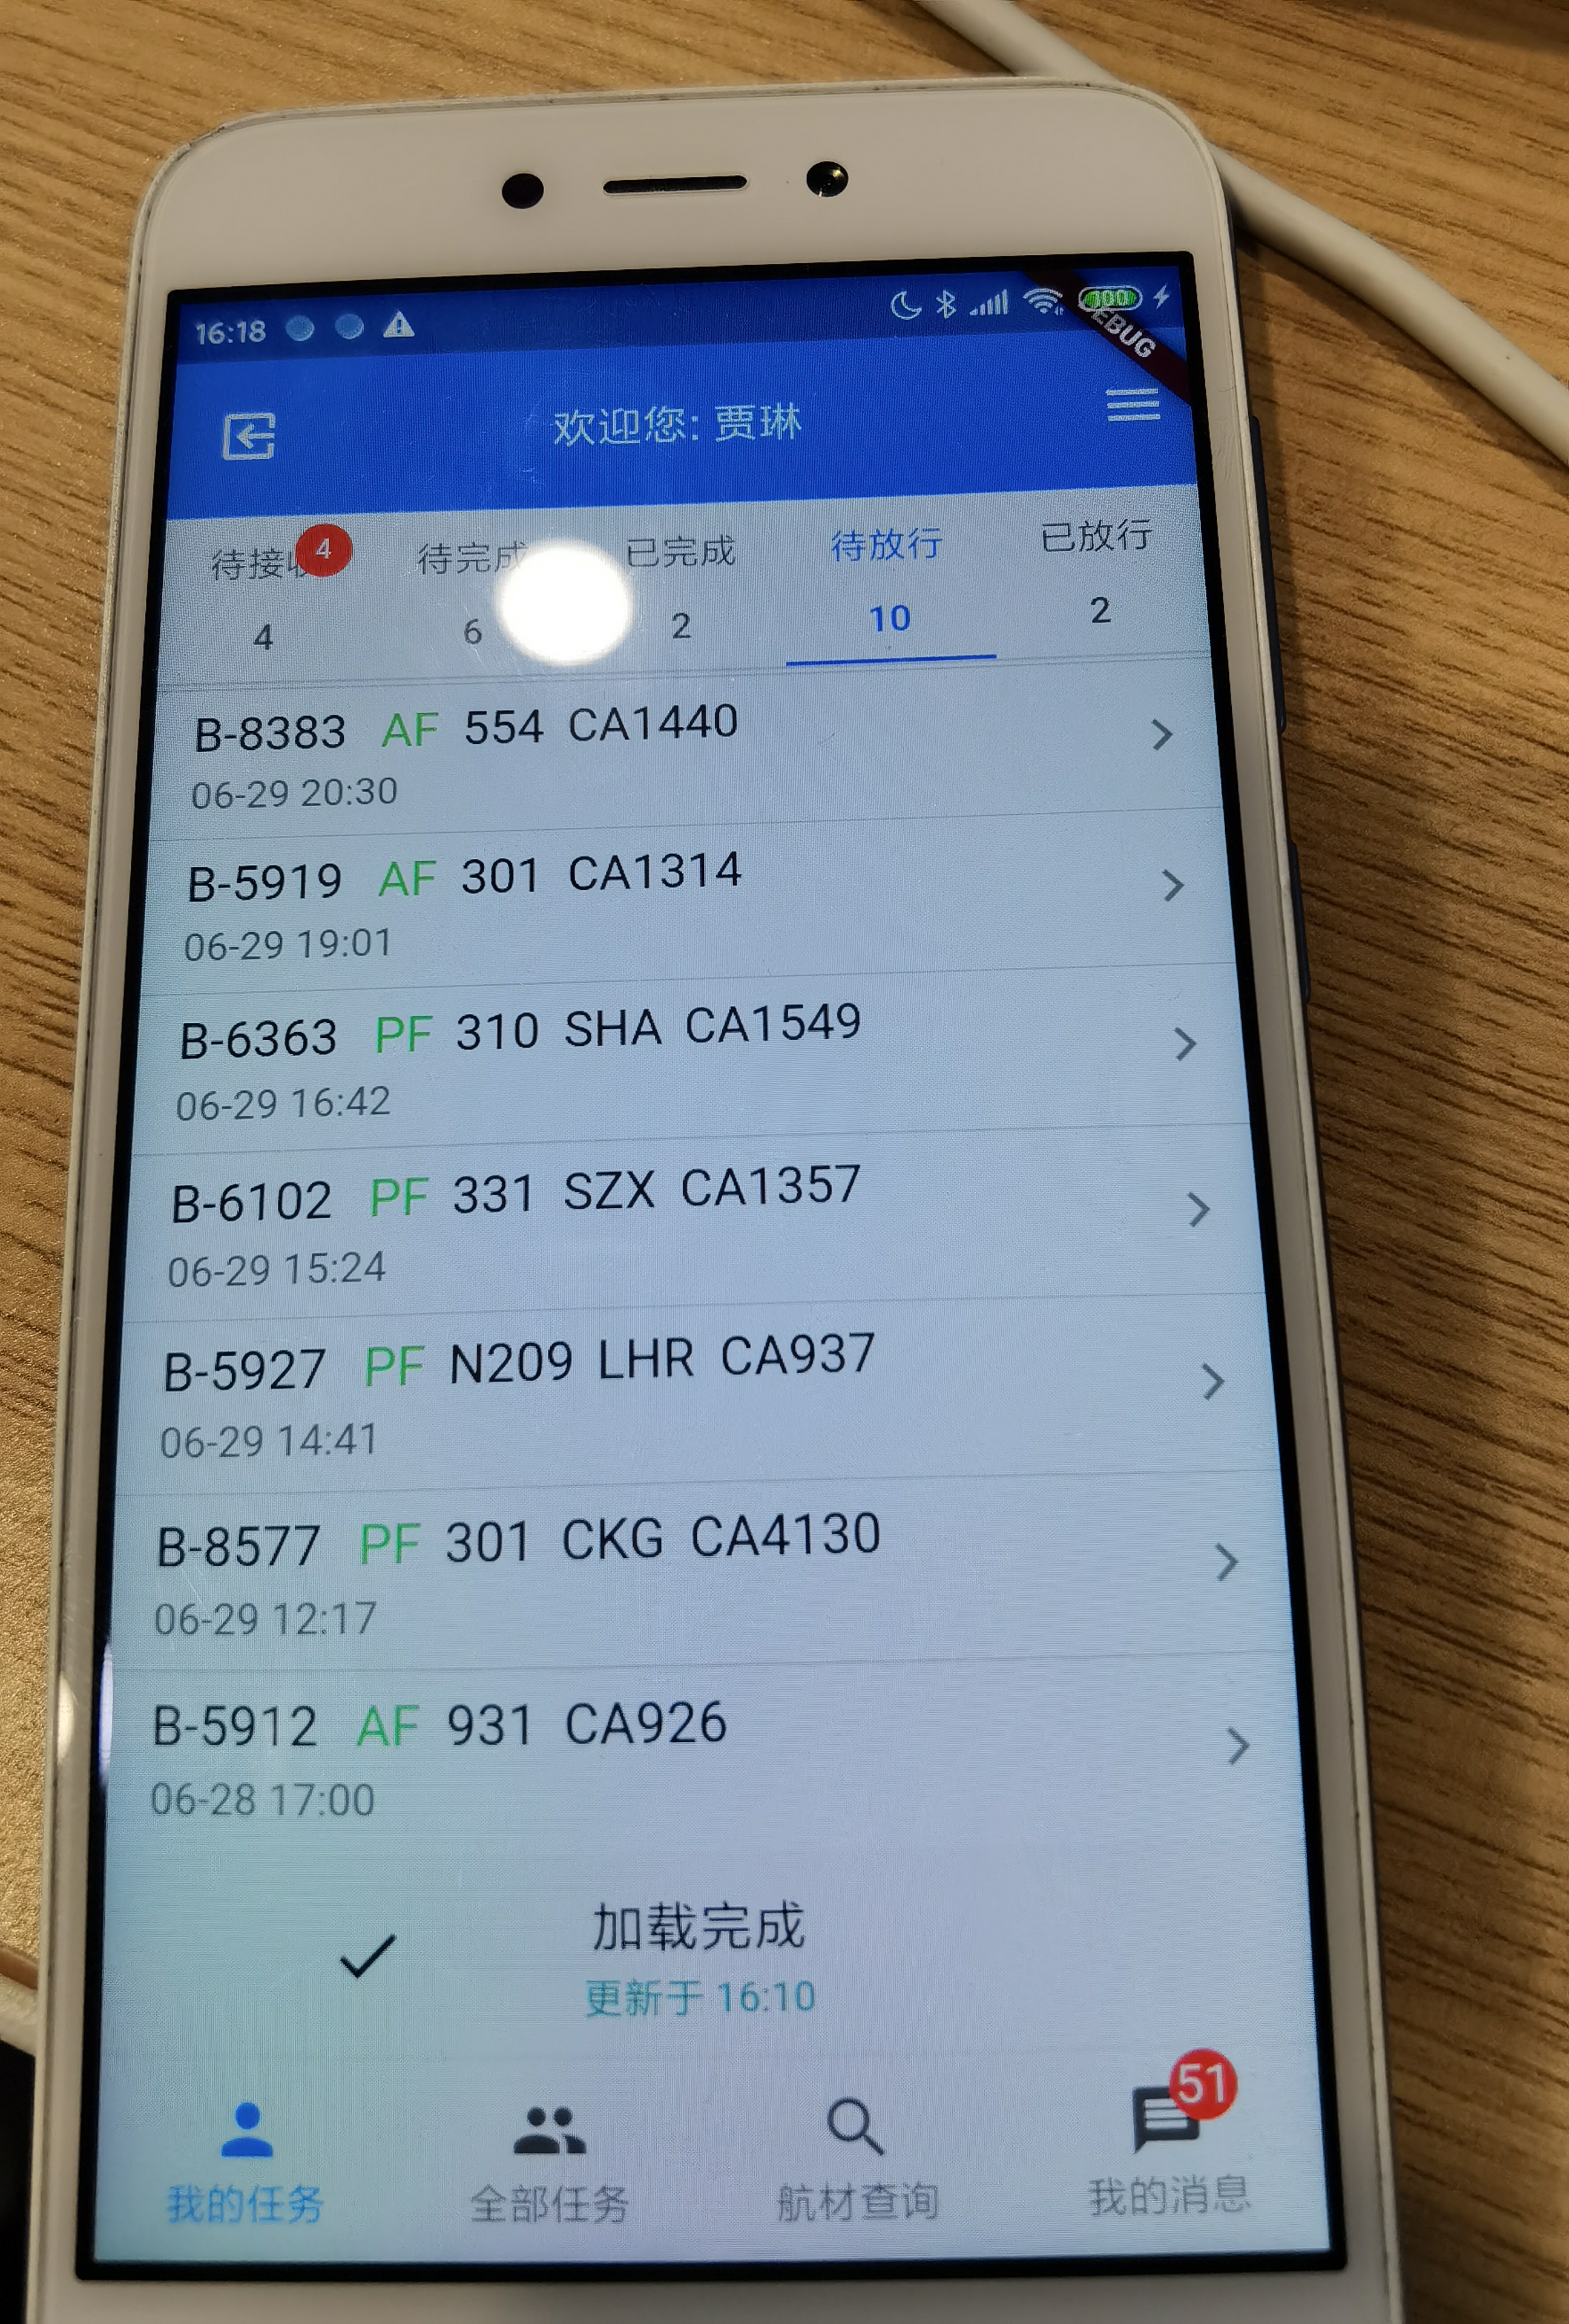 16:18
100
DEBUG
欢迎您: 贾琳
待接收 4 待完成 已完成 待放行 已放行
4 6 2 10 2
B-8383 AF 554 CA1440
06-29 20:30
B-5919 AF 301 CA1314
06-29 19:01
B-6363 PF 310 SHA CA1549
06-29 16:42
B-6102 PF 331 SZX CA1357
06-29 15:24
B-5927 PF N209 LHR CA937
06-29 14:41
B-8577 PF 301 CKG CA4130
06-29 12:17
B-5912 AF 931 CA926
06-28 17:00
加载完成
更新于 16:10
51
我的任务 全部任务 航材查询 我的消息